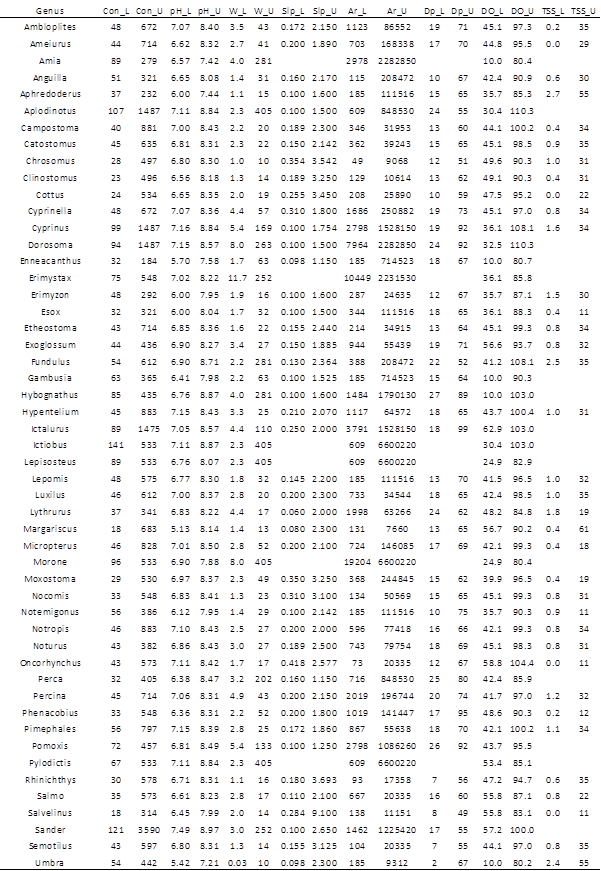 Genus Con_L Con_U pH_L pH_U W_L W_U Slp_L Slp_U Ar_L Ar_U Dp_L Dp_U DO_L DO_U TSS_L TSS_U
Ambloplites 48 672 7.07 8.40 3.5 43 0.172 2.150 1123 86552 19 71 45.1 97.3 0.2 35
Ameiurus 44 714 6.62 8.32 2.7 41 0.200 1.890 703 168338 17 70 44.8 95.5 0.0 29
Amia 89 279 6.57 7.42 4.0 281 2978 2282850 10.0 80.4
Anguilla 51 321 6.65 8.08 1.4 31 0.160 2.170 115 208472 10 67 42.4 90.9 0.6 30
Aphredoderus 37 232 6.00 7.44 1.1 15 0.100 1.600 185 111516 15 65 35.7 85.3 2.7 55
Aplodinotus 107 1487 7.11 8.84 2.3 405 0.100 1.500 609 848530 24 55 30.4 110.3
Campostoma 40 881 7.00 8.43 2.2 20 0.189 2.300 346 31953 13 60 44.1 100.2 0.4 34
Catostomus 45 635 6.81 8.31 2.3 22 0.150 2.142 362 39243 15 65 45.1 98.5 0.9 35
Chrosomus 28 497 6.80 8.30 1.0 10 0.354 3.542 49 9068 12 51 49.6 90.3 1.0 31
Clinostomus 23 496 6.56 8.18 1.3 14 0.189 3.250 129 10614 13 62 49.1 90.3 0.4 31
Cottus 24 534 6.65 8.35 2.0 19 0.255 3.450 208 25890 10 59 47.5 95.2 0.0 22
Cyprinella 48 672 7.07 8.36 4.4 57 0.310 1.800 1686 250882 19 73 45.1 97.0 0.8 34
Cyprinus 99 1487 7.16 8.84 5.4 169 0.100 1.754 2798 1528150 19 92 36.1 108.1 1.6 34
Dorosoma 94 1487 7.15 8.57 8.0 263 0.100 1.500 7964 2282850 24 92 32.5 110.3
Enneacanthus 32 184 5.70 7.58 1.7 63 0.098 1.150 185 714523 18 67 10.0 80.7
Erimystax 75 548 7.02 8.22 11.7 252 10449 2231530 36.1 85.8
Erimyzon 48 292 6.00 7.95 1.9 16 0.100 1.600 287 24635 12 67 35.7 87.1 1.5 30
Esox 32 321 6.00 8.04 1.7 32 0.100 1.500 344 111516 18 65 36.1 88.3 0.4 11
Etheostoma 43 714 6.85 8.36 1.6 22 0.155 2.440 214 34915 13 64 45.1 99.3 0.8 34
Exoglossum 44 436 6.90 8.27 3.4 27 0.150 1.885 944 55439 19 71 56.6 93.7 0.8 32
Fundulus 54 612 6.90 8.71 2.2 281 0.130 2.364 388 208472 22 52 41.2 108.1 2.5 35
Gambusia 63 365 6.41 7.98 2.2 63 0.100 1.525 185 714523 15 64 10.0 90.3
Hybognathus 85 435 6.76 8.87 4.0 281 0.100 1.600 1484 1790130 27 89 10.0 103.0
Hypentelium 45 883 7.15 8.43 3.3 25 0.210 2.070 1117 64572 18 65 43.7 100.4 1.0 31
Ictalurus 89 1475 7.05 8.57 4.4 110 0.250 2.000 3791 1528150 18 99 62.9 103.0
Ictiobus 141 533 7.11 8.87 2.3 405 609 6600220 30.4 103.0
Lepisosteus 89 533 6.76 8.07 2.3 405 609 6600220 24.9 82.9
Lepomis 48 575 6.77 8.30 1.8 32 0.145 2.200 185 111516 13 70 41.5 96.5 1.0 32
Luxilus 46 612 7.00 8.37 2.8 20 0.200 2.300 733 34544 18 65 42.4 98.5 1.0 35
Lythrurus 37 341 6.83 8.22 4.4 17 0.060 2.000 1998 63266 24 62 48.2 84.8 1.8 19
Margariscus 18 683 5.13 8.14 1.4 13 0.080 2.300 131 7660 13 65 56.7 90.2 0.4 61
Micropterus 46 828 7.01 8.50 2.8 52 0.200 2.100 724 146085 17 69 42.1 99.3 0.4 18
Morone 96 533 6.90 7.88 8.0 405 19204 6600220 24.9 80.4
Moxostoma 29 530 6.97 8.37 2.3 49 0.350 3.250 368 244845 15 62 39.9 96.5 0.4 19
Nocomis 33 548 6.83 8.41 1.3 23 0.310 3.100 134 50569 15 65 45.1 99.3 0.8 31
Notemigonus 56 386 6.12 7.95 1.4 29 0.100 2.142 185 111516 10 75 35.7 90.3 0.9 11
Notropis 46 883 7.10 8.43 2.5 27 0.200 2.000 596 77418 16 66 42.1 99.3 0.8 34
Noturus 43 382 6.86 8.43 3.0 27 0.189 2.500 743 79754 18 69 45.1 98.3 0.8 31
Oncorhynchus 43 573 7.11 8.42 1.7 17 0.418 2.577 73 20335 12 67 58.8 104.4 0.0 11
Perca 32 405 6.38 8.47 3.2 202 0.160 1.150 716 848530 25 80 42.4 85.9
Percina 45 714 7.06 8.31 4.9 43 0.200 2.150 2019 196744 20 74 41.7 97.0 1.2 32
Phenacobius 33 548 6.36 8.31 2.2 52 0.200 1.800 1019 141447 17 95 48.6 90.3 0.2 12
Pimephales 56 797 7.15 8.39 2.8 25 0.172 1.860 867 55638 18 70 42.1 100.2 1.1 34
Pomoxis 72 457 6.81 8.49 5.4 133 0.100 1.250 2798 1086260 26 92 43.7 95.5
Pylodictis 67 533 7.11 8.84 2.3 405 609 6600220 53.4 85.1
Rhinichthys 30 578 6.71 8.31 1.1 16 0.180 3.693 93 17358 7 56 47.2 94.7 0.6 35
Salmo 35 573 6.61 8.23 2.8 17 0.110 2.100 667 20335 16 60 55.8 87.1 0.8 22
Salvelinus 18 314 6.45 7.99 2.0 14 0.284 9.100 138 11151 8 49 55.8 83.1 0.0 11
Sander 121 3590 7.49 8.97 3.0 252 0.100 2.650 1462 1225420 17 55 57.2 100.0
Semotilus 43 597 6.80 8.31 1.3 14 0.155 3.125 104 20335 7 55 44.1 97.0 0.8 35
Umbra 54 442 5.42 7.21 0.03 10 0.098 2.300 185 9312 2 67 10.0 80.2 2.4 55